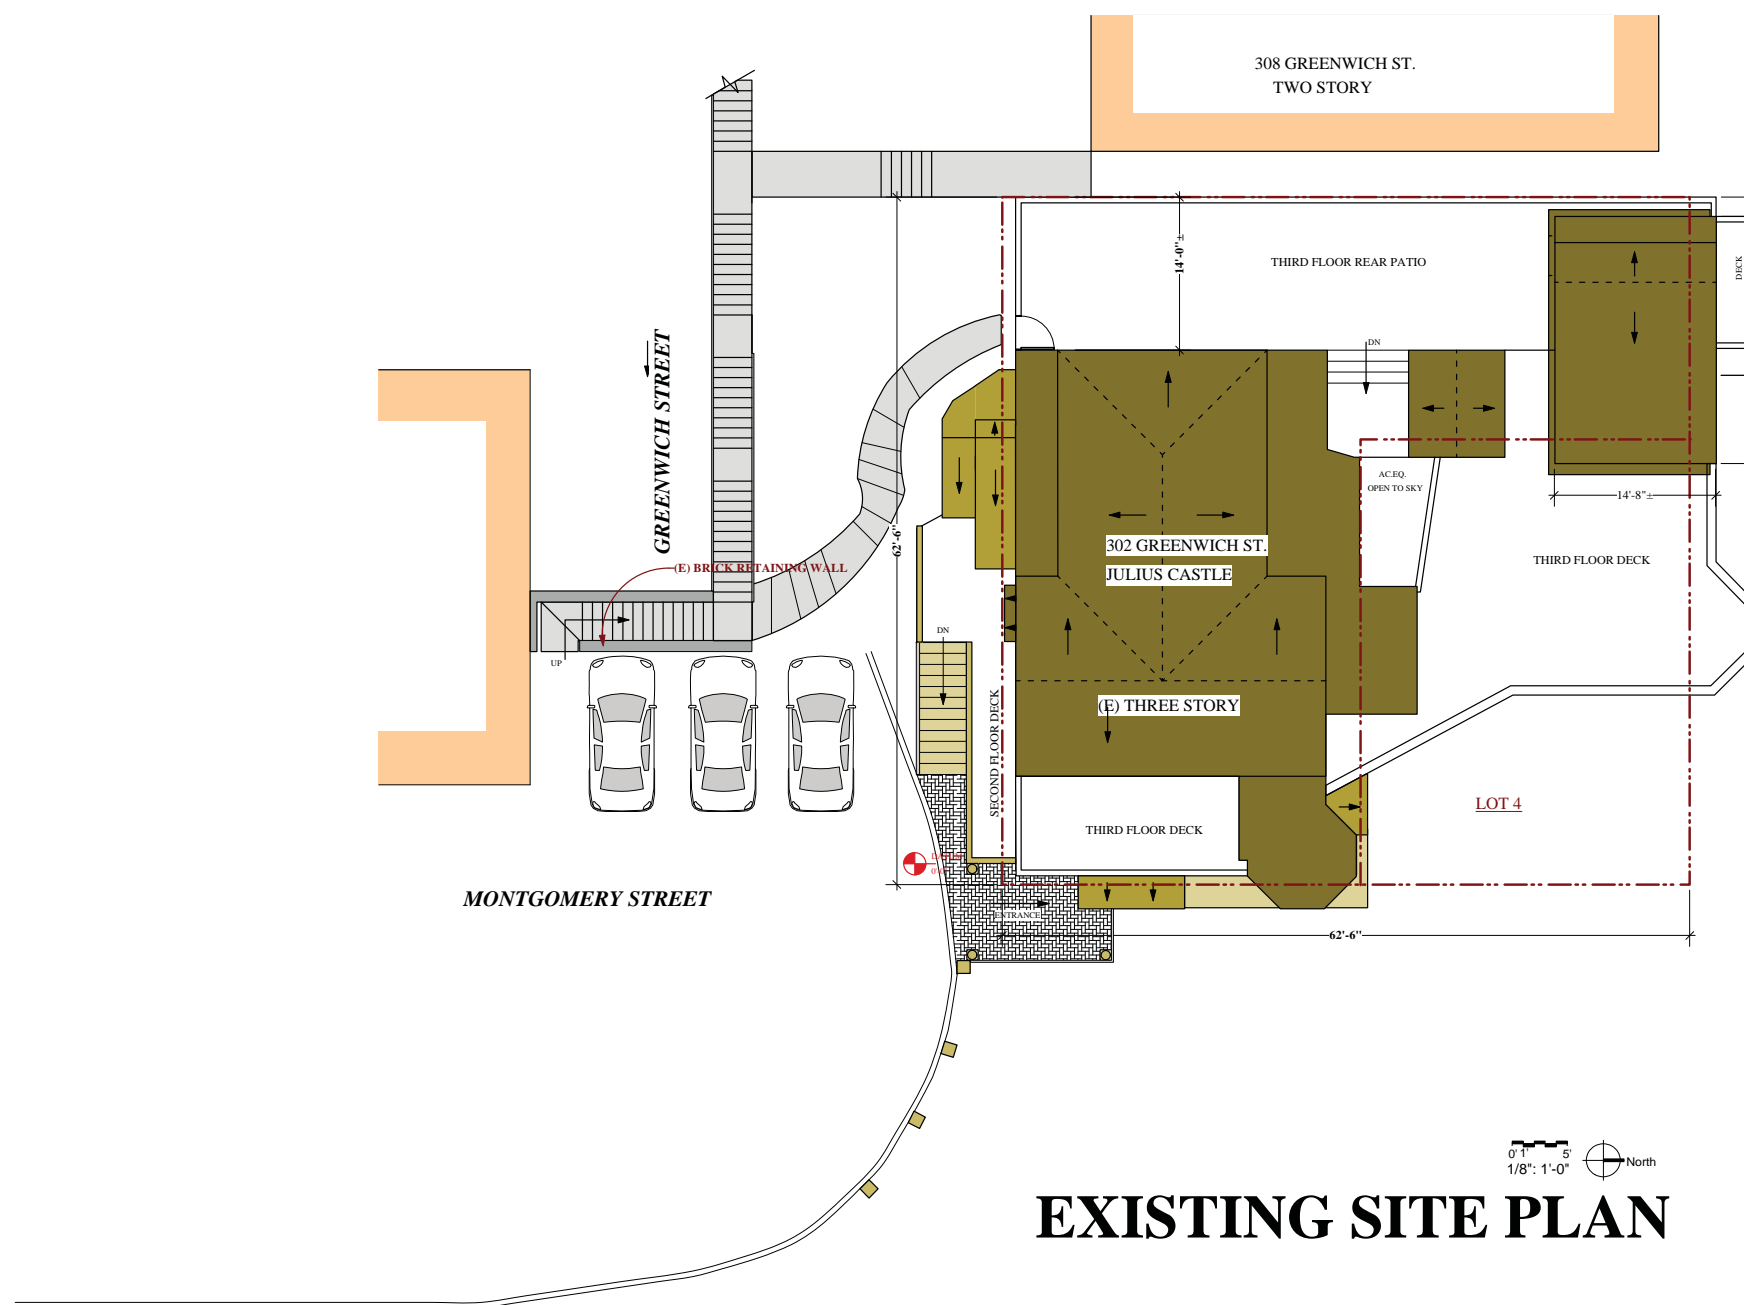 308 GREENWICH ST.
TWO STORY
THIRD FLOOR REAR PATIO
14'-0"±
DECK
GREENWICH STREET
DN
AC.EQ.
OPEN TO SKY
14'-8"±
62'-6"
302 GREENWICH ST.
JULIUS CASTLE
THIRD FLOOR DECK
(E) BRICK RETAINING WALL
UP
DN
SECOND FLOOR DECK
(E) THREE STORY
LOT 4
THIRD FLOOR DECK
MONTGOMERY STREET
ENTRANCE
62'-6"
0' 1' 5'
1/8": 1'-0"
North
EXISTING SITE PLAN